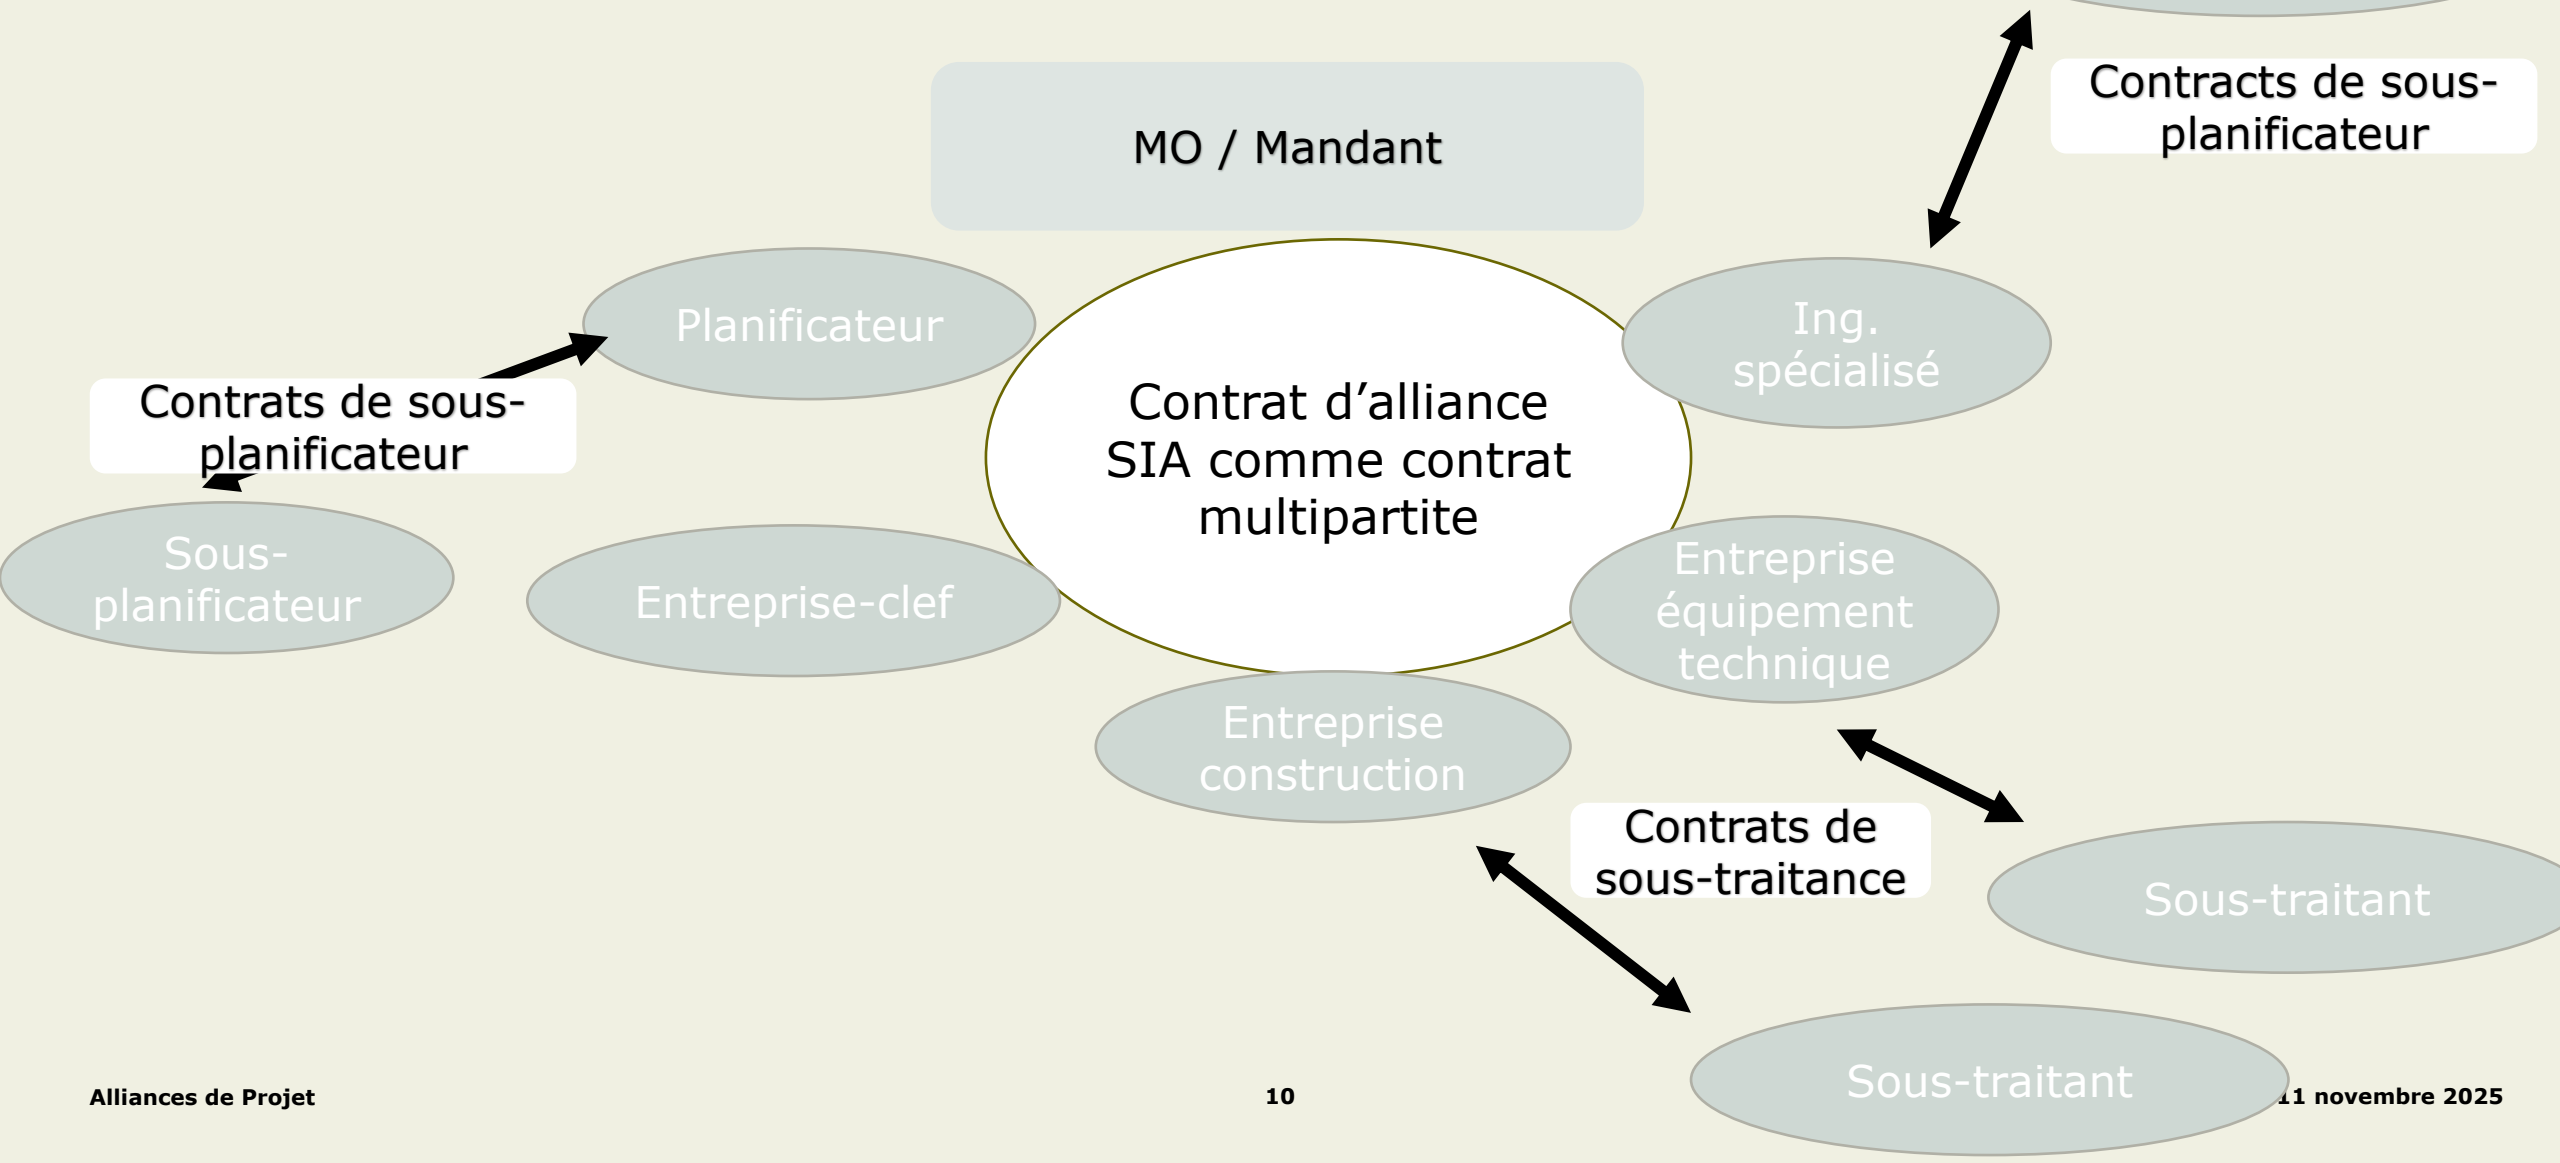 Contracts de sous-
planificateur
MO / Mandant
Planificateur
Ing.
spécialisé
Contrats de sous-
planificateur
Contrat d’alliance
SIA comme contrat
multipartite
Sous-
planificateur
Entreprise-clef
Entreprise
équipement
technique
Entreprise
construction
Contrats de
sous-traitance
Sous-traitant
Sous-traitant
Alliances de Projet
10
11 novembre 2025